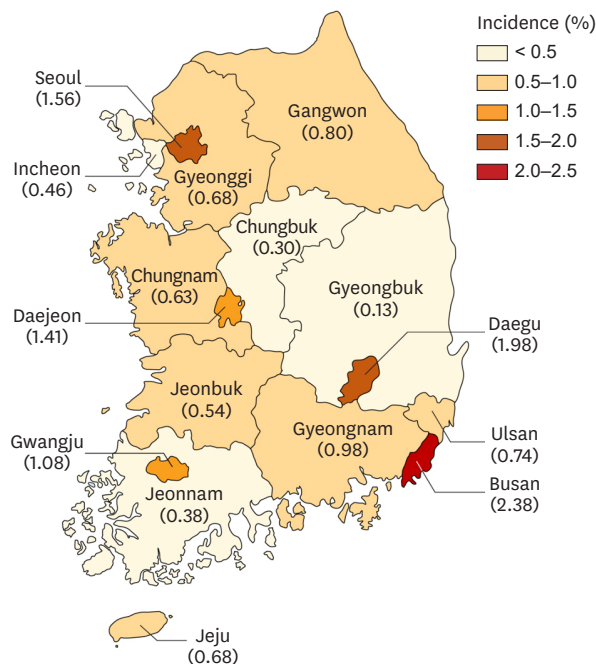 Incidence (%)
< 0.5
0.5–1.0
1.0–1.5
1.5–2.0
2.0–2.5
Seoul
(1.56)
Gangwon
(0.80)
Incheon
(0.46)
Gyeonggi
(0.68)
Chungbuk
(0.30)
Chungnam
(0.63)
Gyeongbuk
(0.13)
Daejeon
(1.41)
Daegu
(1.98)
Jeonbuk
(0.54)
Gyeongnam
(0.98)
Ulsan
(0.74)
Gwangju
(1.08)
Busan
(2.38)
Jeonnam
(0.38)
Jeju
(0.68)